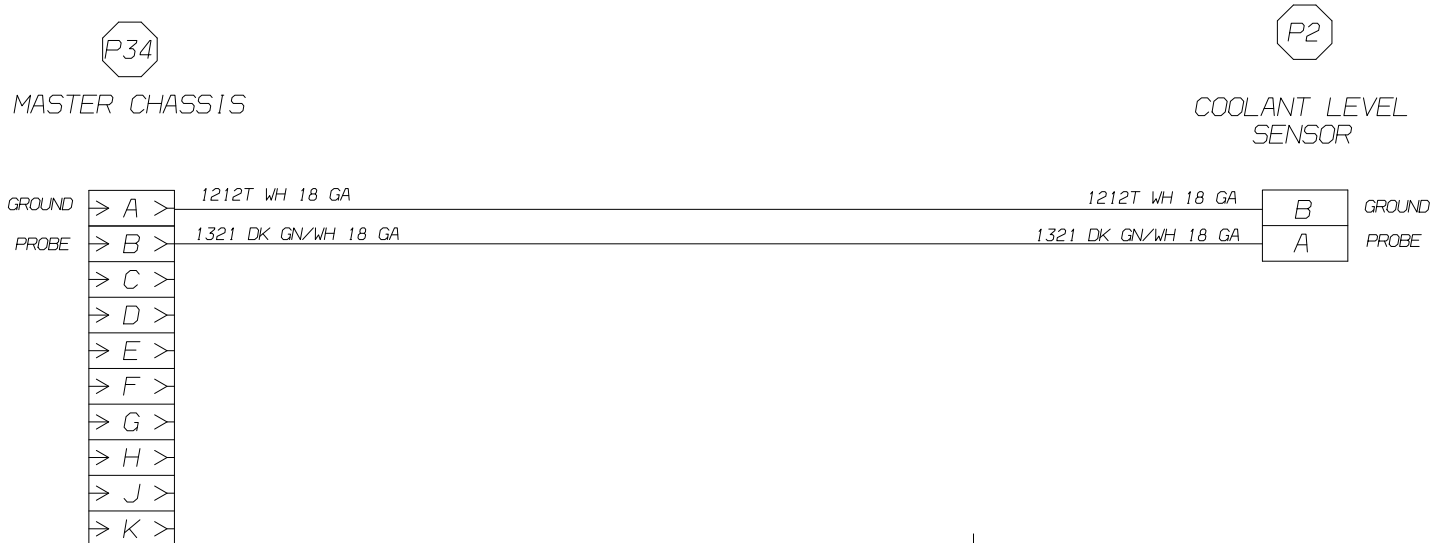 P34
P2
MASTER CHASSIS
COOLANT LEVEL
SENSOR
GROUND A 1212T WH 18 GA 1212T WH 18 GA B GROUND
PROBE B 1321 DK GN/WH 18 GA 1321 DK GN/WH 18 GA A PROBE
C
D
E
F
G
H
J
K